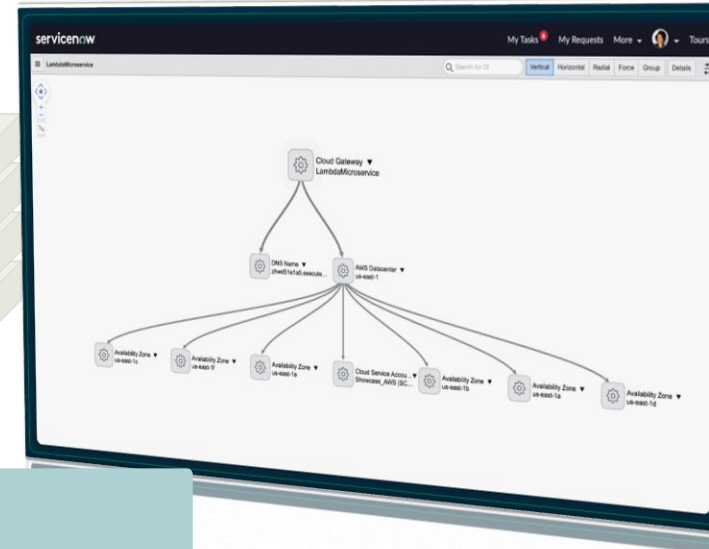 servicenow
My Tasks 6 My Requests More Tours
LambdaMicroservice
Search for CI Vertical Horizontal Radial Force Group Details
Cloud Gateway ▼
LambdaMicroservice
DNS Name ▼
AWS Datacenter ▼
us-east-1
Availability Zone ▼
us-east-1c
Availability Zone ▼
us-east-1f
Availability Zone ▼
us-east-1e
Cloud Service Accou...▼
Showcase_AWS (SC...
Availability Zone ▼
us-east-1b
Availability Zone ▼
us-east-1a
Availability Zone ▼
us-east-1d